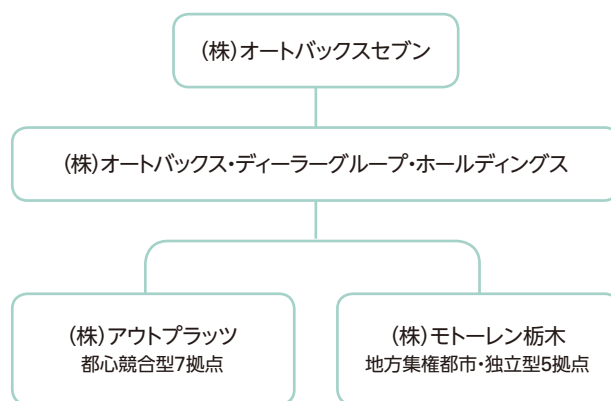 (株)オートバックスセブン
(株)オートバックス・ディーラーグループ・ホールディングス
(株)アウトプラッツ
都心競合型7拠点
(株)モトーレン栃木
地方集権都市・独立型5拠点